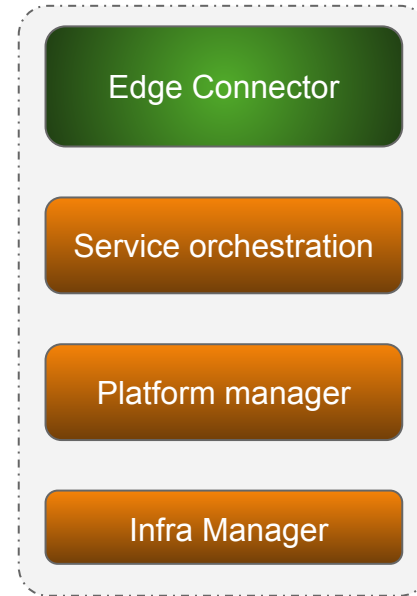 Edge Connector
Service orchestration
Platform manager
Infra Manager